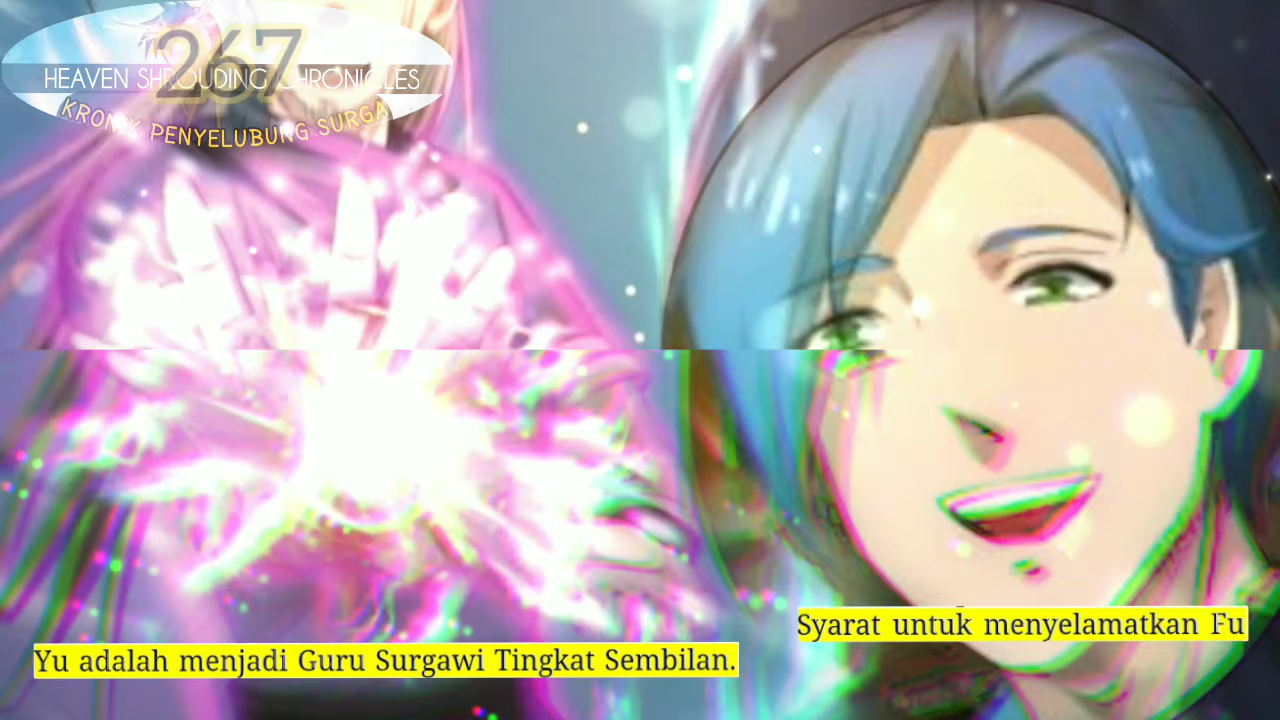 267
HEAVEN SHROUDING CHRONICLES
KRONIK PENYELUBUNG SURGA
Syarat untuk menyelamatkan Fu
Yu adalah menjadi Guru Surgawi Tingkat Sembilan.